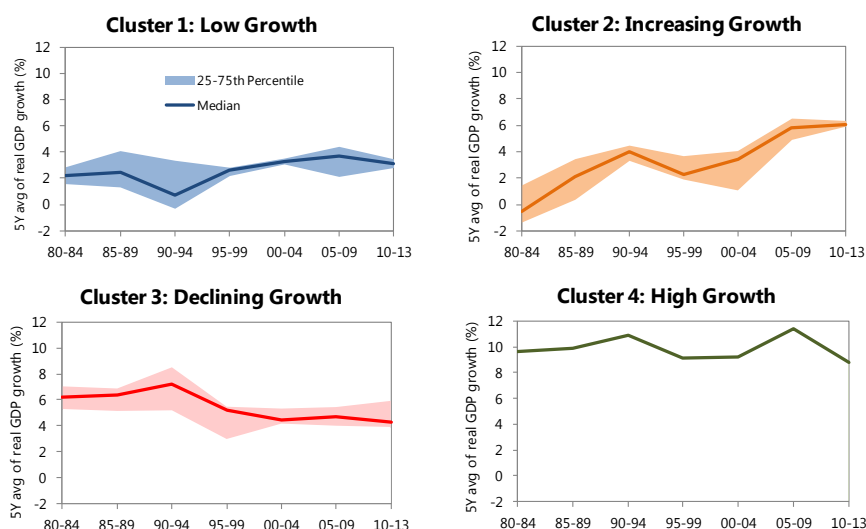 Cluster 1: Low Growth
5Y avg of real GDP growth (%)
12
10
8
6
4
2
0
-2
25-75th Percentile
Median
80-84 85-89 90-94 95-99 00-04 05-09 10-13
Cluster 2: Increasing Growth
5Y avg of real GDP growth (%)
12
10
8
6
4
2
0
-2
80-84 85-89 90-94 95-99 00-04 05-09 10-13
Cluster 3: Declining Growth
5Y avg of real GDP growth (%)
12
10
8
6
4
2
0
-2
80-84 85-89 90-94 95-99 00-04 05-09 10-13
Cluster 4: High Growth
5Y avg of real GDP growth (%)
12
10
8
6
4
2
0
-2
80-84 85-89 90-94 95-99 00-04 05-09 10-13